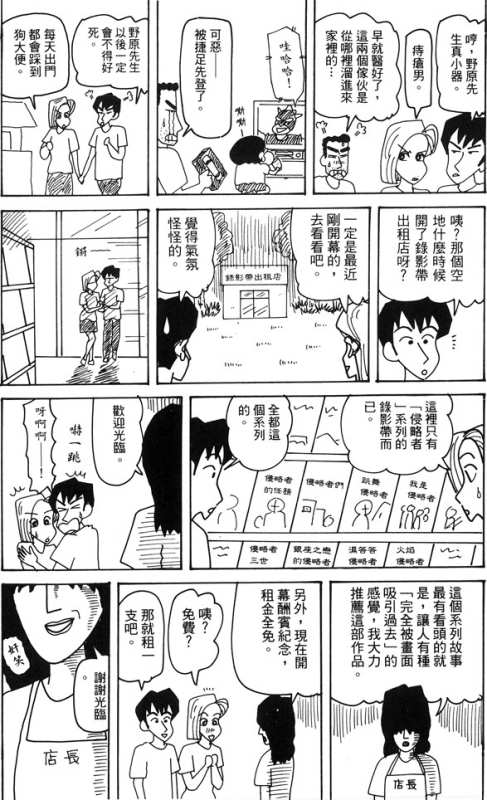 哼，野原先
生真小器。
痔瘡男。
早就醫好了，
這兩個傢伙是
從哪裡溜進來
家裡的…
哇哈哈！
嘶嘶
可惡—
被捷足先登了。
野原先生
以後一定
會不得好
死。
每天出門
都會踩到
狗大便。
咦？那個空
地什麼時候
開了錄影帶
出租店呀？
一定是最近
剛開幕的，
去看看吧。
錄影帶出租店
覺得氣氛
怪怪的。
鏘—
這裡只有
「侵略者
」系列的
錄影帶而
已。
全都這
個系列
的。
我是
侵略者
跳舞
侵略者
侵略者們
侵略者
的任務
火焰
侵略者
濕答答
侵略者
銀座之戀
的侵略者
侵略者
三世
歡迎光臨。
嚇一跳
呀啊啊—！
這個系列故事
最有看頭的就
是，讓人有種
「完全被畫面
吸引過去」的
感覺，我大力
推薦這部作品。
店長
另外，現在開
幕酬賓紀念，
租金全免。
咦？
免費？
那就租一
支吧。
謝謝光臨
。
奸笑
店長